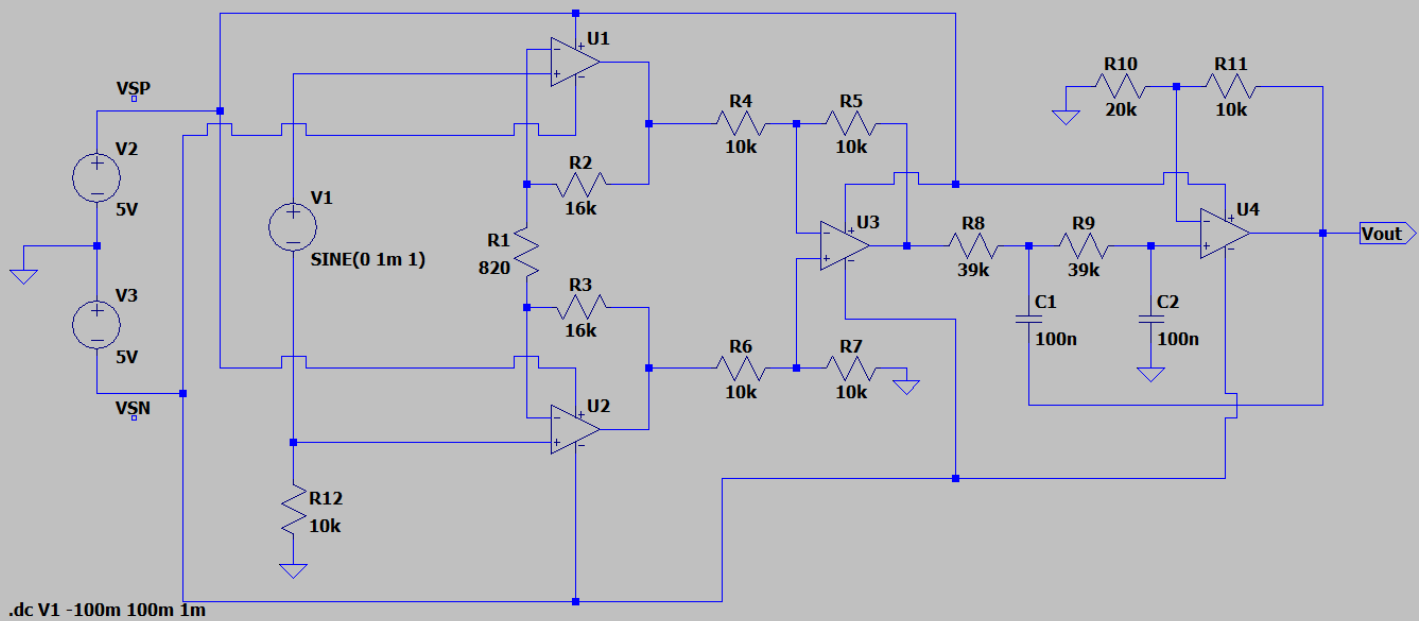 VSP
V2
5V
V3
5V
VSN
V1
SINE(0 1m 1)
R12
10k
U1
R2
16k
R1
820
R3
16k
U2
R4
10k
R5
10k
R6
10k
R7
10k
U3
R8
39k
R9
39k
C1
100n
C2
100n
R10
20k
R11
10k
U4
Vout
.dc V1 -100m 100m 1m